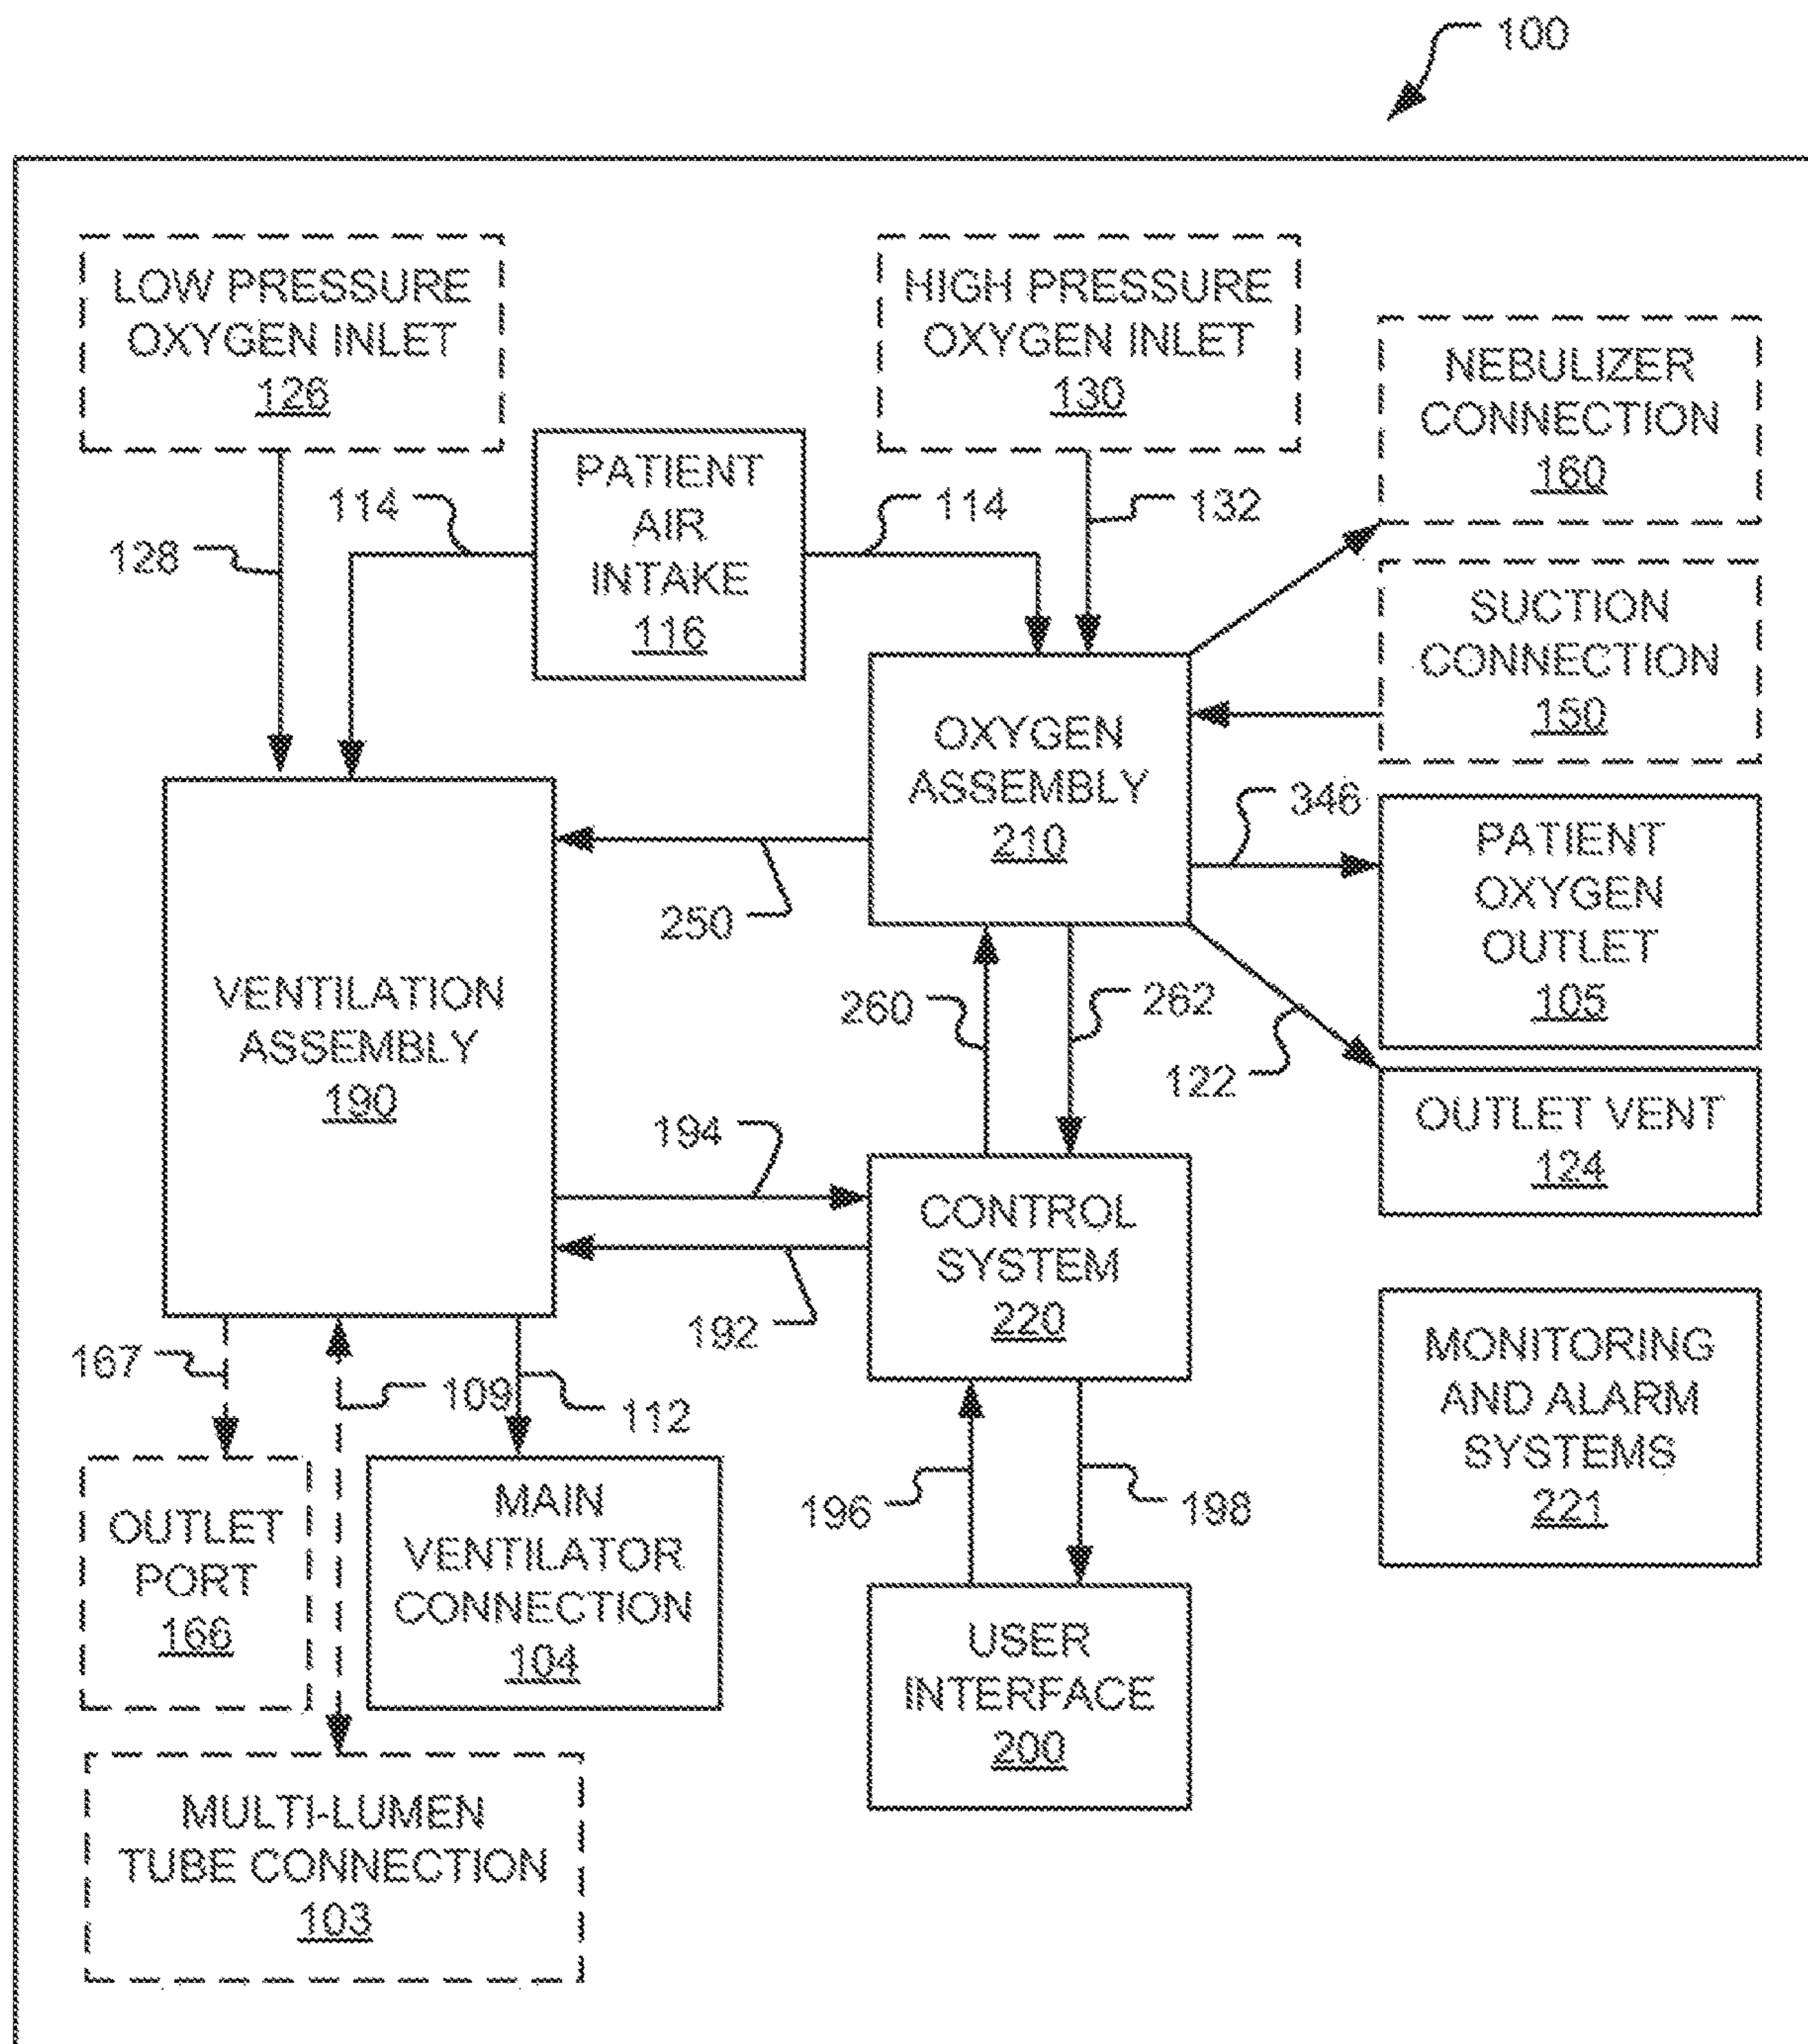 100
LOW PRESSURE
OXYGEN INLET
126
HIGH PRESSURE
OXYGEN INLET
130
NEBULIZER
CONNECTION
160
PATIENT
AIR
INTAKE
116
114
114
132
128
SUCTION
CONNECTION
150
OXYGEN
ASSEMBLY
210
346
PATIENT
OXYGEN
OUTLET
105
250
VENTILATION
ASSEMBLY
190
260
262
122
OUTLET VENT
124
194
CONTROL
SYSTEM
220
192
MONITORING
AND ALARM
SYSTEMS
221
167
109
112
OUTLET
PORT
166
MAIN
VENTILATOR
CONNECTION
104
196
198
USER
INTERFACE
200
MULTI-LUMEN
TUBE CONNECTION
103